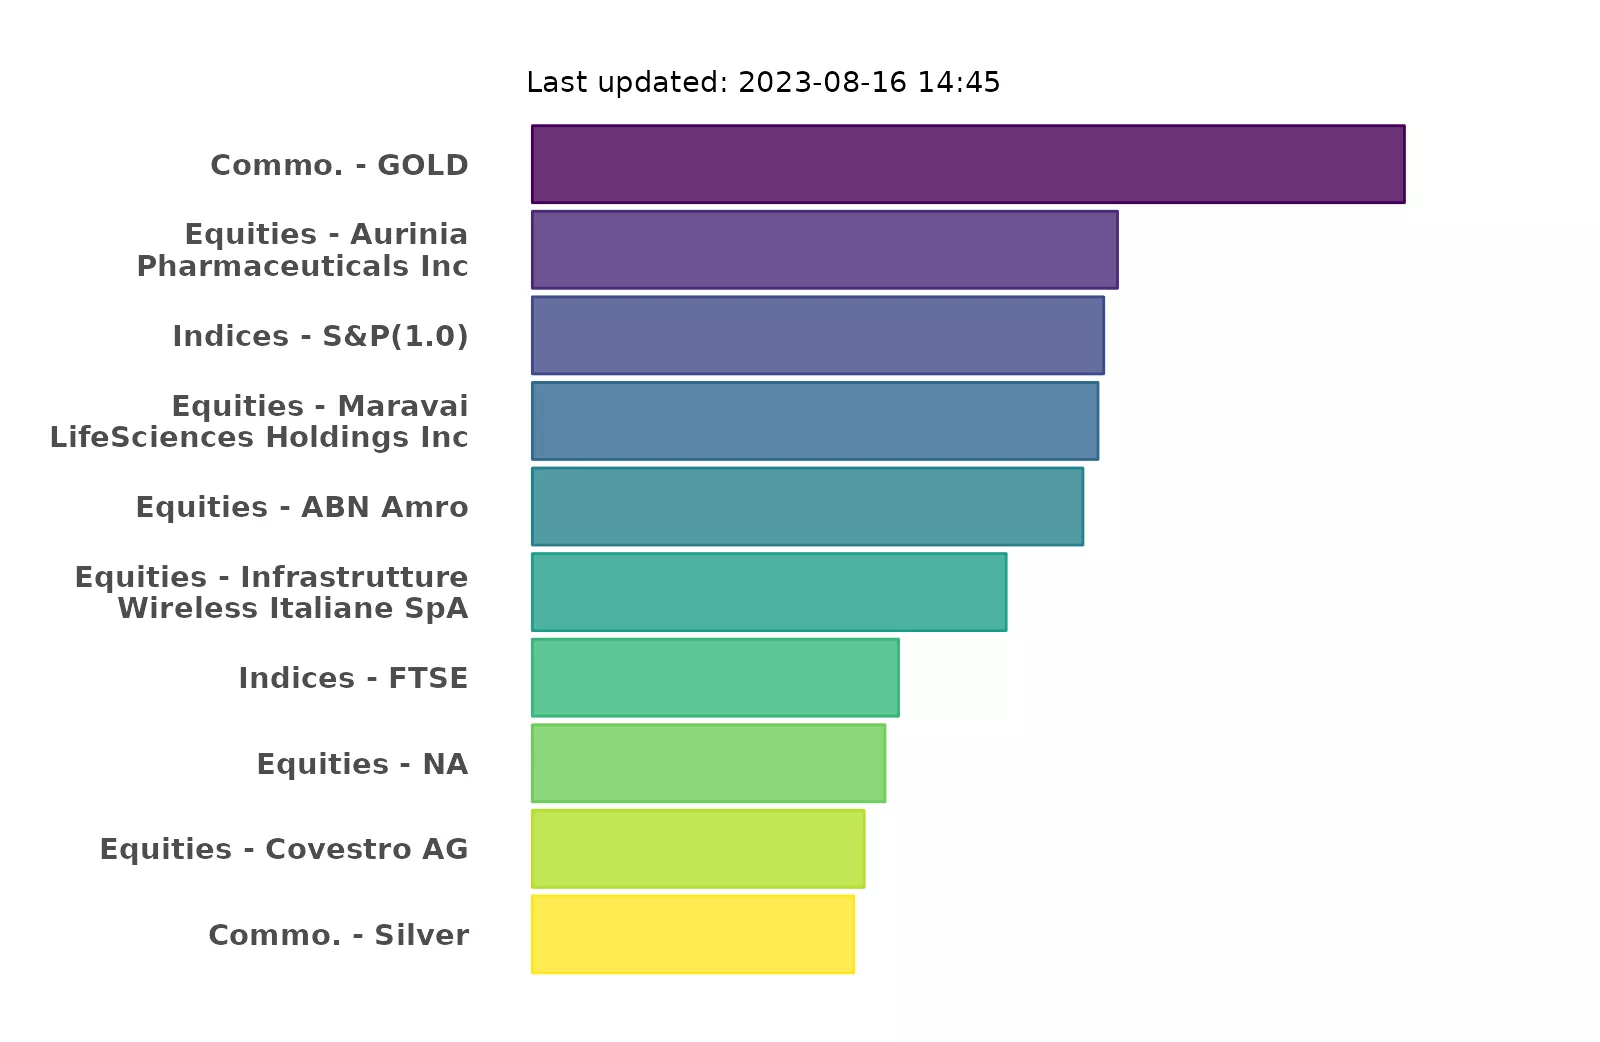 Last updated: 2023-08-16 14:45
Commo. - GOLD
Equities - Aurinia
Pharmaceuticals Inc
Indices - S&P(1.0)
Equities - Maravai
LifeSciences Holdings Inc
Equities - ABN Amro
Equities - Infrastrutture
Wireless Italiane SpA
Indices - FTSE
Equities - NA
Equities - Covestro AG
Commo. - Silver